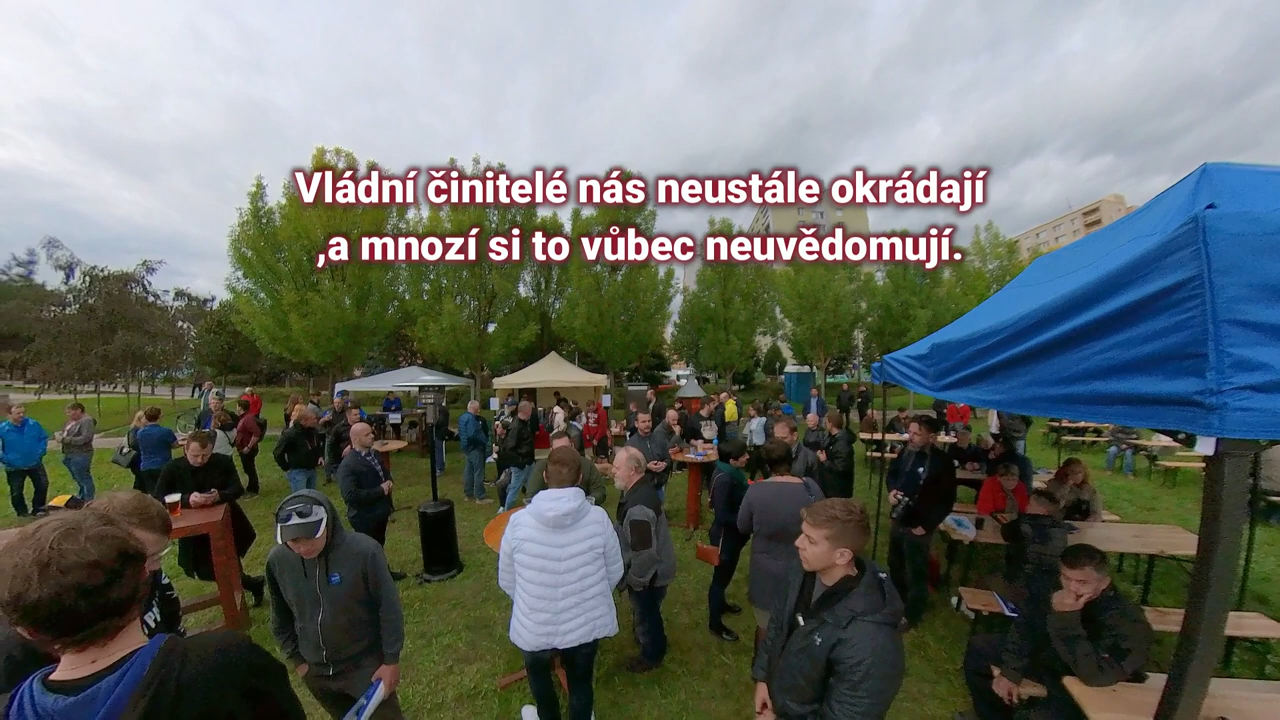 Vládní činitelé nás neustále okrádají
,a mnozí si to vůbec neuvědomují.